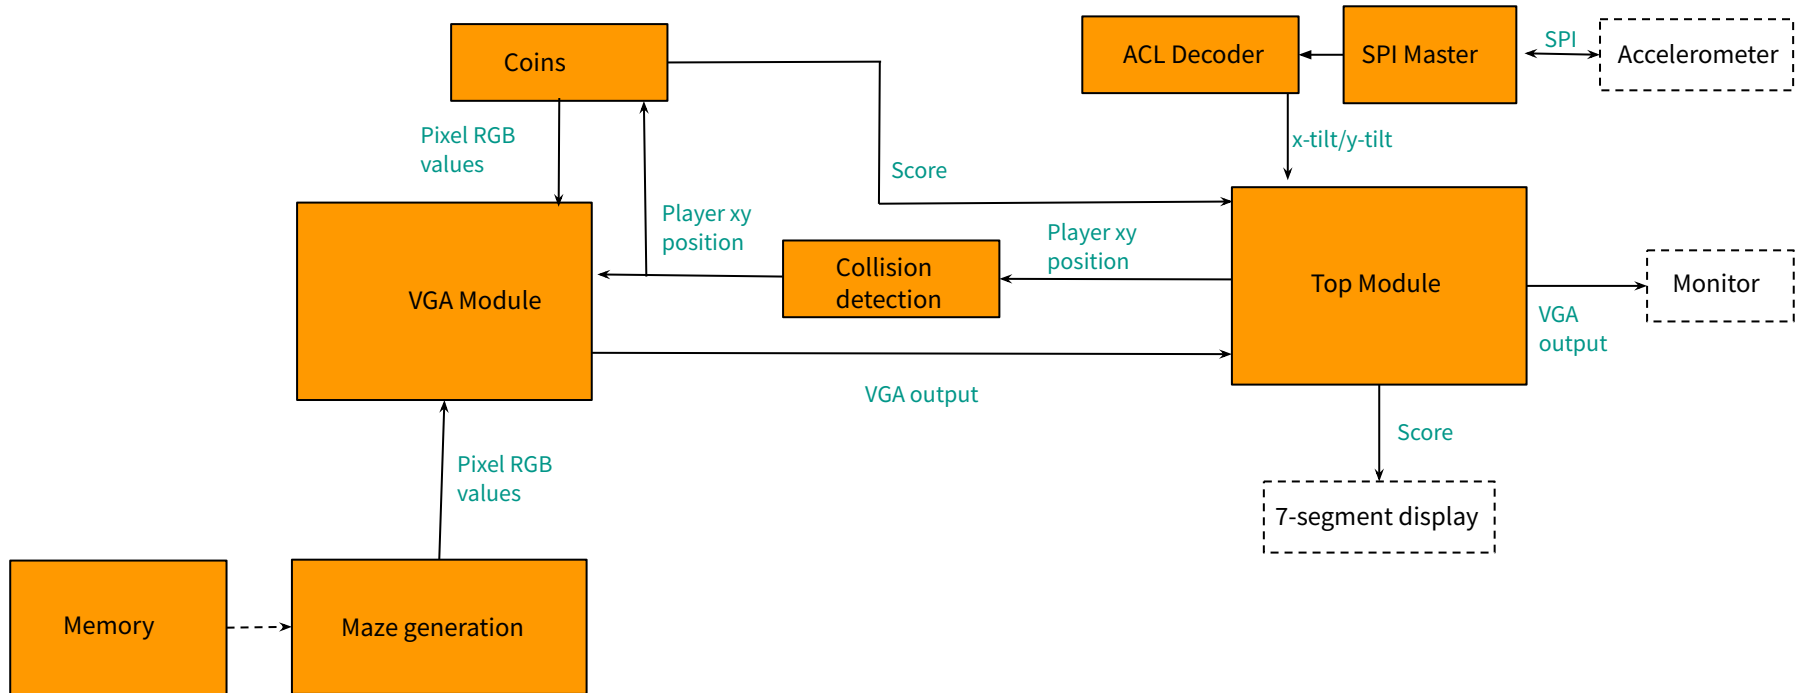 Coins
ACL Decoder
SPI Master
SPI
Accelerometer
Pixel RGB
values
x-tilt/y-tilt
Score
Player xy
position
Player xy
position
Collision
detection
VGA Module
Top Module
Monitor
VGA
output
VGA output
Score
Pixel RGB
values
7-segment display
Memory
Maze generation